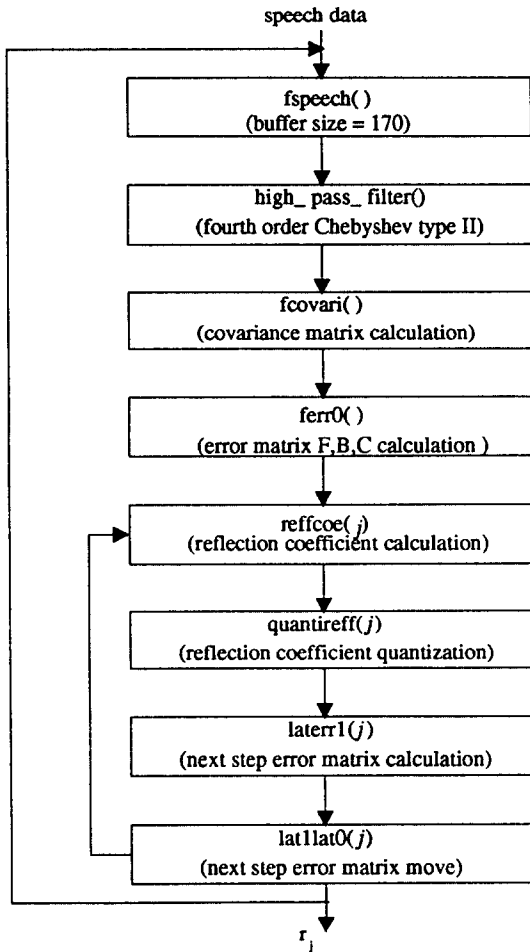 speech data
fspeech( )
(buffer size = 170)
high_ pass_ filter()
(fourth order Chebyshev type II)
fcovari( )
(covariance matrix calculation)
ferr0( )
(error matrix F,B,C calculation )
reffcoe(j)
(reflection coefficient calculation)
quantireff(j)
(reflection coefficient quantization)
laterr1(j)
(next step error matrix calculation)
lat1lat0(j)
(next step error matrix move)
r_j